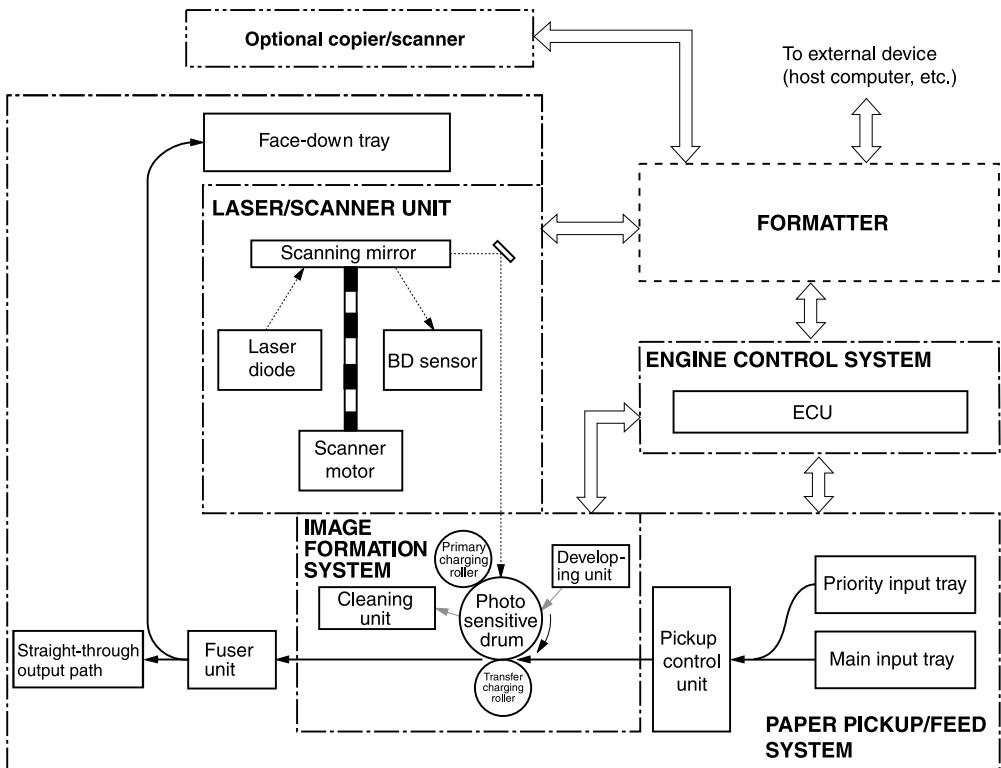 Optional copier/scanner
To external device
(host computer, etc.)
Face-down tray
LASER/SCANNER UNIT
FORMATTER
Scanning mirror
Laser
diode
BD sensor
ENGINE CONTROL SYSTEM
ECU
Scanner
motor
IMAGE
FORMATION
SYSTEM
Primary
charging
roller
Develop-
ing unit
Cleaning
unit
Photo
sensitive
drum
Priority input tray
Pickup
control
unit
Main input tray
Straight-through
output path
Fuser
unit
Transfer
charging
roller
PAPER PICKUP/FEED
SYSTEM